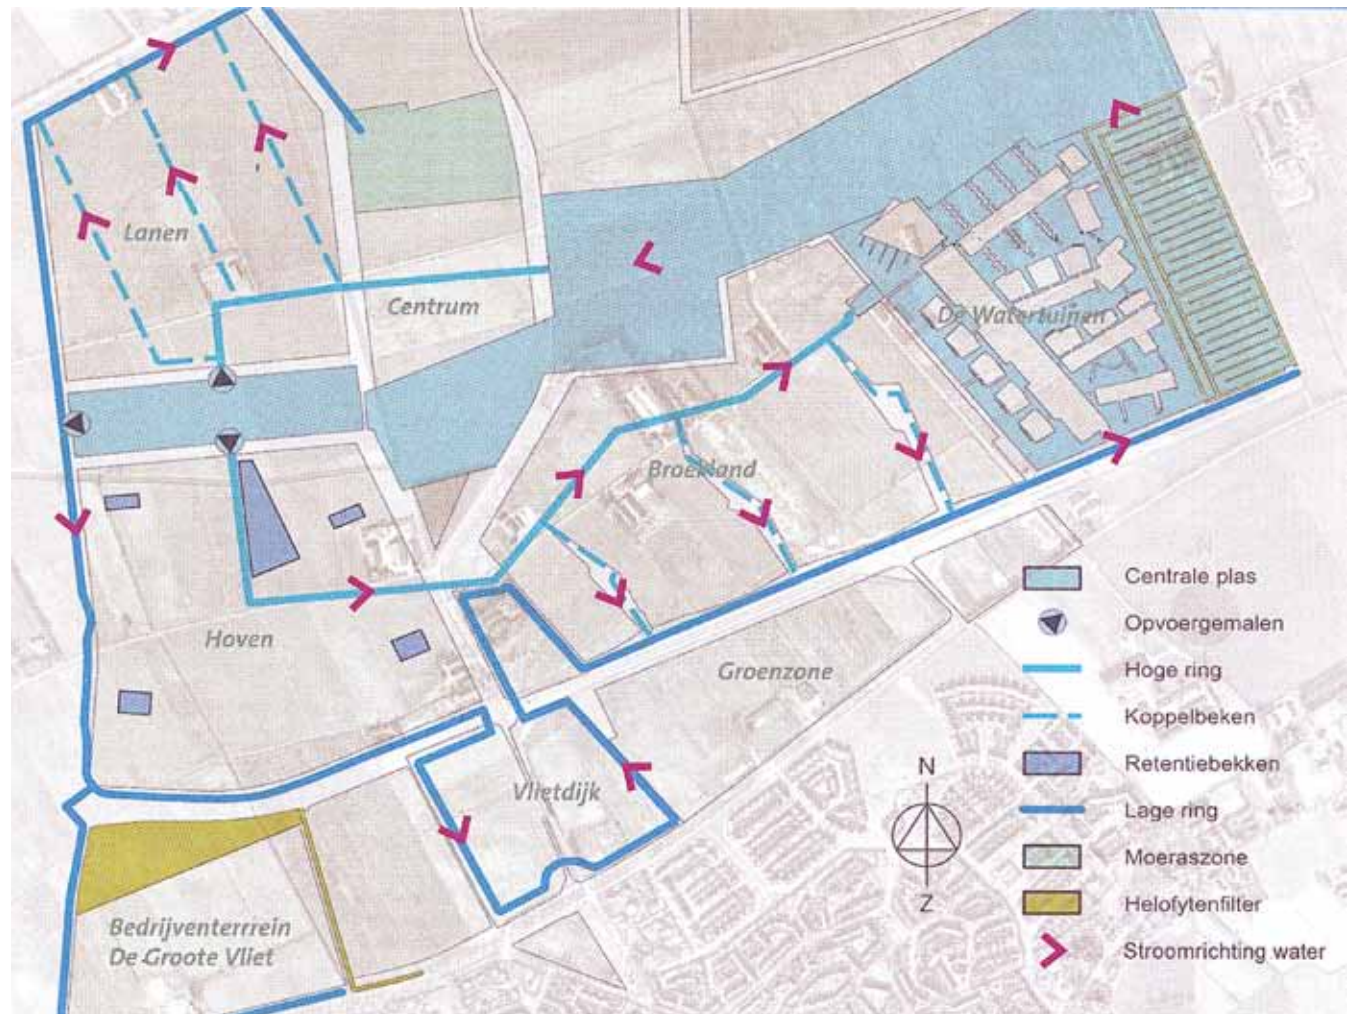 Lanen
Centrum
De Watertuinen
Broekland
Hoven
Groenzone
Vlietdijk
Bedrijventerrrein
De Groote Vliet
N
Z
Centrale plas
Opvoergemalen
Hoge ring
Koppelbeken
Retentiebekken
Lage ring
Moeraszone
Helofytenfilter
Stroomrichting water